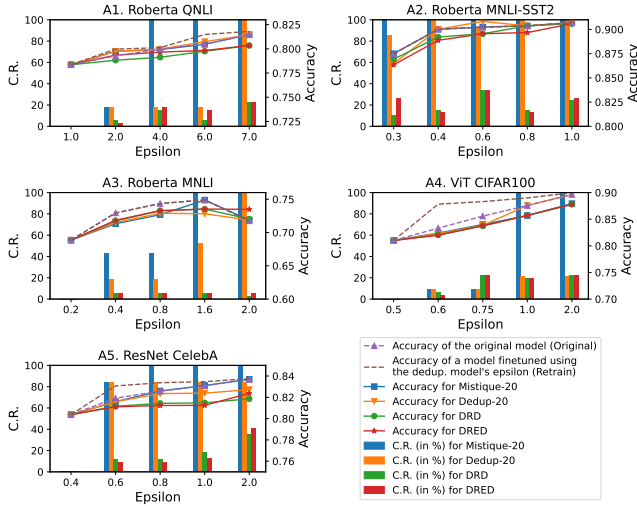 A1. Roberta QNLI
100
80
60
40
20
0
C.R.
0.825
0.800
0.775
0.750
0.725
Accuracy
1.0 2.0 4.0 6.0 7.0
Epsilon
A2. Roberta MNLI-SST2
100
80
60
40
20
0
C.R.
0.900
0.875
0.850
0.825
0.800
Accuracy
0.3 0.4 0.6 0.8 1.0
Epsilon
A3. Roberta MNLI
100
80
60
40
20
0
C.R.
0.75
0.70
0.65
0.60
Accuracy
0.2 0.4 0.8 1.6 2.0
Epsilon
A4. ViT CIFAR100
100
80
60
40
20
0
C.R.
0.90
0.85
0.80
0.75
0.70
Accuracy
0.5 0.6 0.75 1.0 2.0
Epsilon
A5. ResNet CelebA
100
80
60
40
20
0
C.R.
0.84
0.82
0.80
0.78
0.76
Accuracy
0.4 0.6 0.8 1.0 2.0
Epsilon
Accuracy of the original model (Original)
Accuracy of a model finetuned using
the dedup. model's epsilon (Retrain)
Accuracy for Mistique-20
Accuracy for Dedup-20
Accuracy for DRD
Accuracy for DRED
C.R. (in %) for Mistique-20
C.R. (in %) for Dedup-20
C.R. (in %) for DRD
C.R. (in %) for DRED